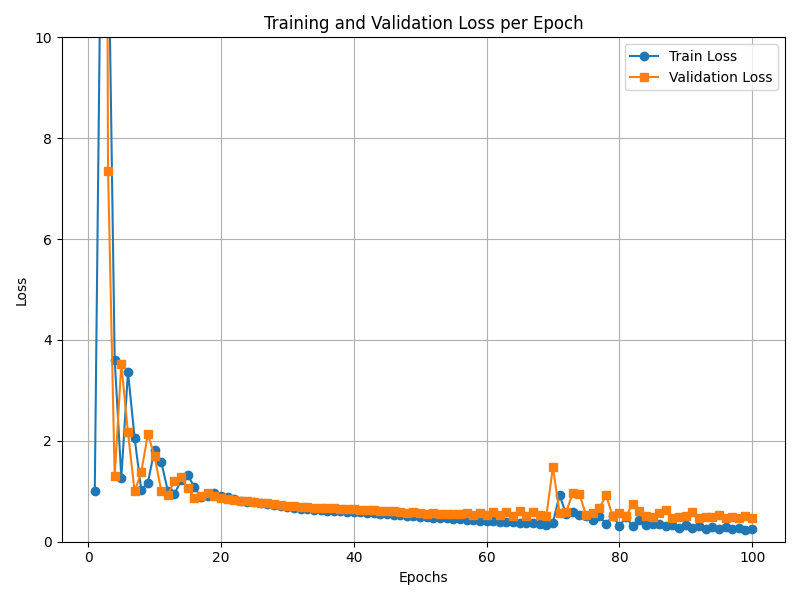 Training and Validation Loss per Epoch
Train Loss
Validation Loss
10
8
6
4
2
0
Loss
0 20 40 60 80 100
Epochs